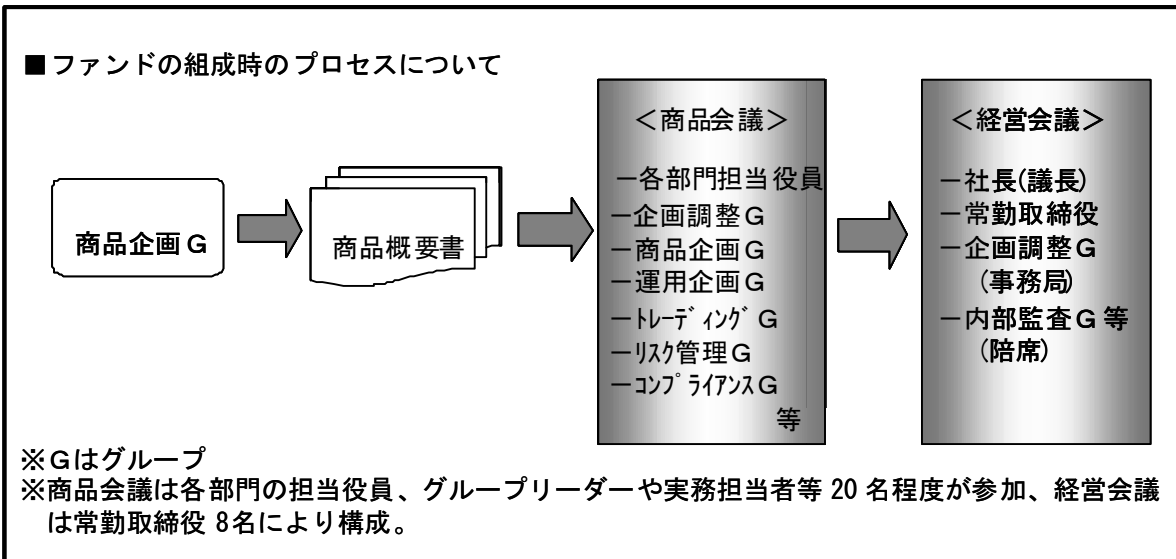 ■ファンドの組成時のプロセスについて
商品企画G
商品概要書
＜商品会議＞
－各部門担当役員
－企画調整G
－商品企画G
－運用企画G
－ﾄﾚｰﾃﾞｨﾝｸﾞG
－ﾘｽｸ管理G
－ｺﾝﾌﾟﾗｲｱﾝｽG
等
＜経営会議＞
－社長(議長)
－常勤取締役
－企画調整G
(事務局)
－内部監査G等
(陪席)
※Gはグループ
※商品会議は各部門の担当役員、グループリーダーや実務担当者等 20 名程度が参加、経営会議
は常勤取締役 8名により構成。